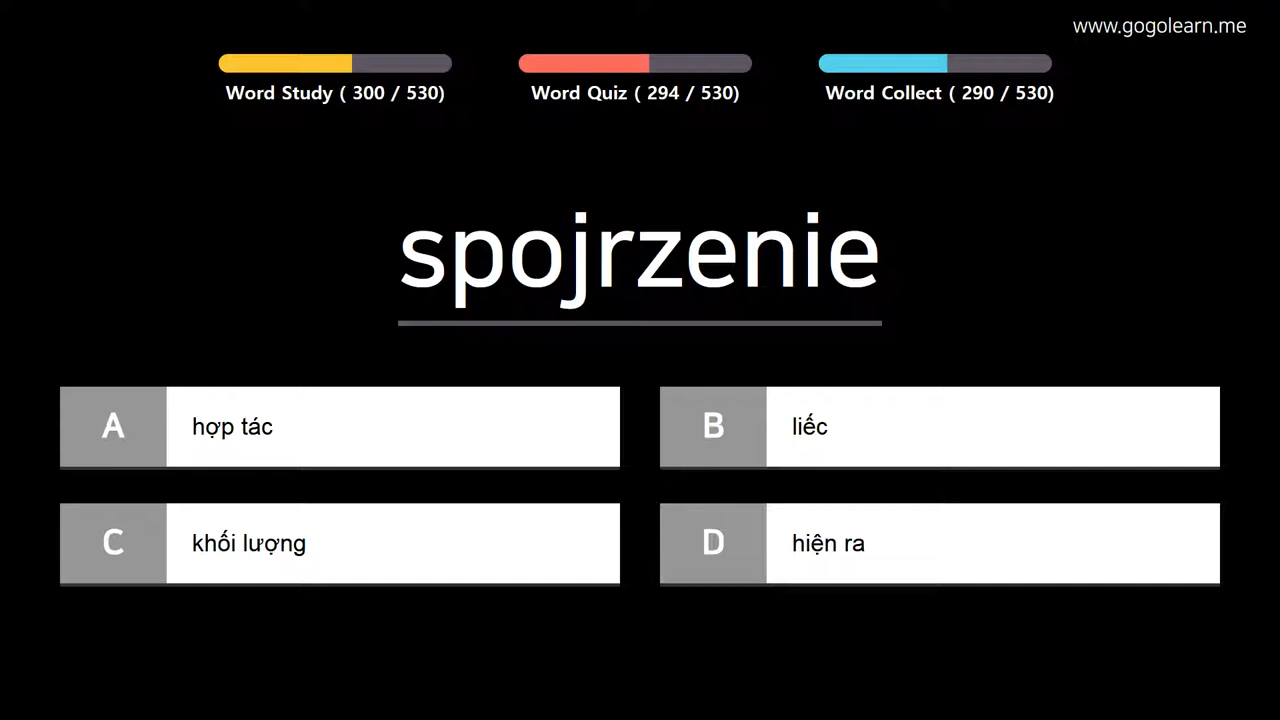 www.gogolearn.me
Word Study ( 300 / 530)
Word Quiz ( 294 / 530)
Word Collect ( 290 / 530)
spojrzenie
A hợp tác
B liếc
C khối lượng
D hiện ra